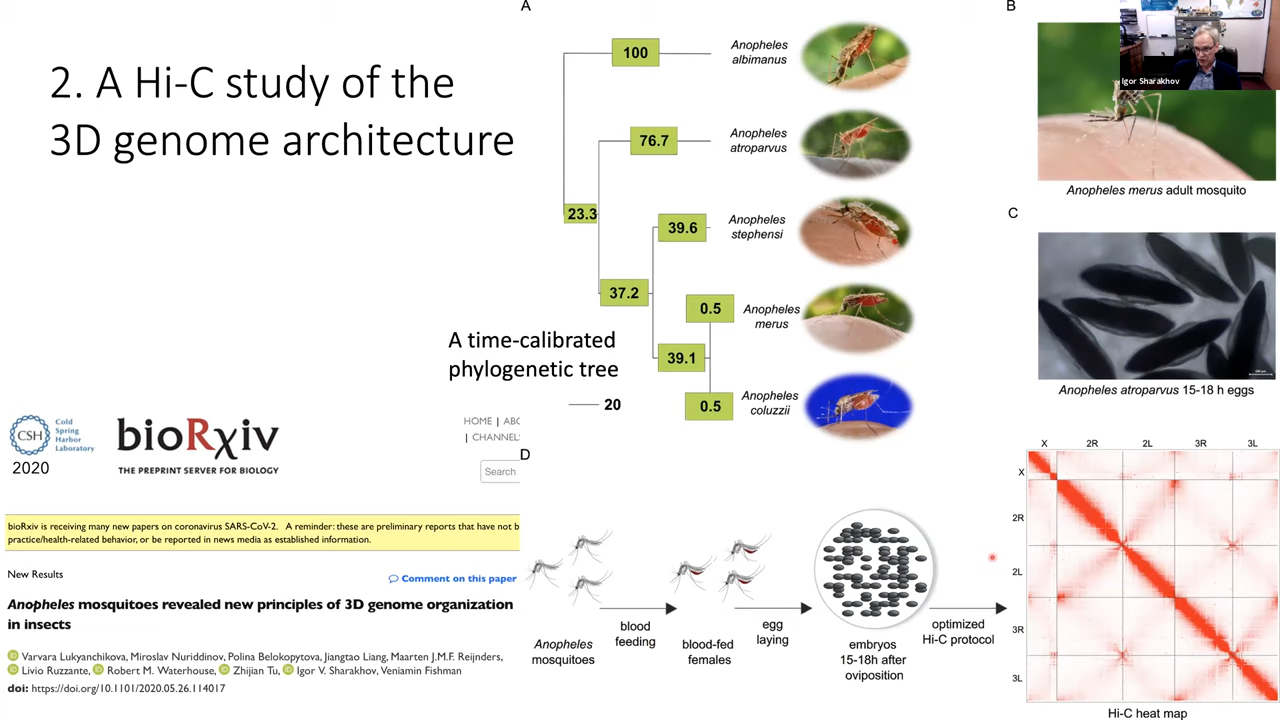 2. A Hi-C study of the
3D genome architecture
A
100
Anopheles
albimanus
76.7
Anopheles
atroparvus
23.3
39.6
Anopheles
stephensi
37.2
0.5
Anopheles
merus
39.1
0.5
Anopheles
coluzzii
A time-calibrated
phylogenetic tree
20
B
Igor Sharakhov
Anopheles merus adult mosquito
C
Anopheles atroparvus 15-18 h eggs
CSH
Cold
Spring
Harbor
Laboratory
2020
bioRxiv
THE PREPRINT SERVER FOR BIOLOGY
HOME | ABC
| CHANNEL
Search
bioRxiv is receiving many new papers on coronavirus SARS-CoV-2. A reminder: these are preliminary reports that have not b
practice/health-related behavior, or be reported in news media as established information.
New Results
Comment on this paper
Anopheles mosquitoes revealed new principles of 3D genome organization
in insects
Varvara Lukyanchikova, Miroslav Nuriddinov, Polina Belokopytova, Jiangtao Liang, Maarten J.M.F. Reijnders,
Livio Ruzzante, Robert M. Waterhouse, Zhijian Tu, Igor V. Sharakhov, Veniamin Fishman
doi: https://doi.org/10.1101/2020.05.26.114017
D
Anopheles
mosquitoes
blood
feeding
blood-fed
females
egg
laying
embryos
15-18h after
oviposition
optimized
Hi-C protocol
X 2R 2L 3R 3L
X
2R
2L
3R
3L
Hi-C heat map